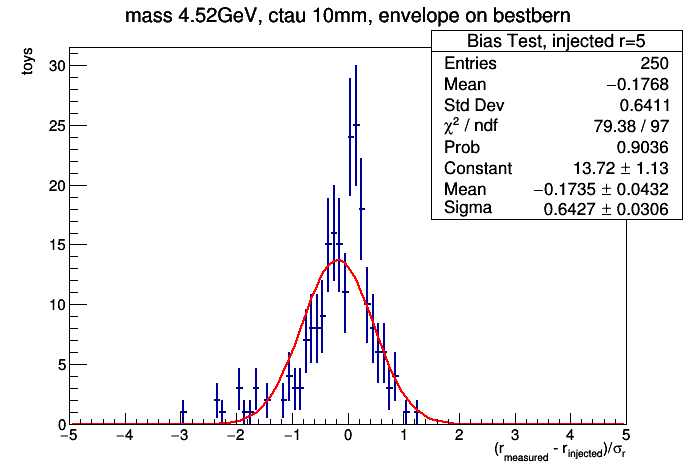 mass 4.52GeV, ctau 10mm, envelope on bestbern
Bias Test, injected r=5
Entries 250
Mean −0.1768
Std Dev 0.6411
χ² / ndf 79.38 / 97
Prob 0.9036
Constant 13.72 ± 1.13
Mean −0.1735 ± 0.0432
Sigma 0.6427 ± 0.0306
toys
30
25
20
15
10
5
0
−5 −4 −3 −2 −1 0 1 2 3 4 5
(r_measured - r_injected)/σ_r